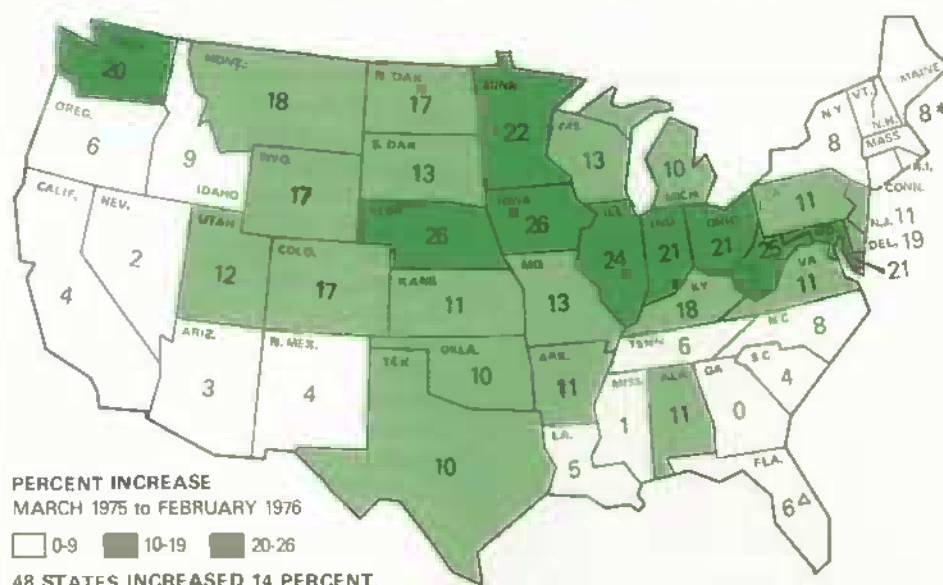 20
MONT.
18
N. DAK
17
MINN
22
OREG.
6
9
IDAHO
WYO.
17
S. DAK
13
WIS.
13
10
MICH.
N.Y
8
VT.
N.H.
MASS
MAINE
8*
R.I.
CONN.
CALIF.
4
NEV.
2
UTAH
12
COLO.
17
NEBR
26
IOWA
26
ILL
24
IND
21
OHIO
21
PA
11
N.J. 11
DEL. 19
21
25
VA
11
KANS
11
MO.
13
KY
18
ARIZ.
3
N. MEX.
4
TEX
10
OKLA.
10
ARK.
11
TENN
6
N.C.
8
S.C.
4
MISS
1
ALA.
11
GA
0
LA.
5
FLA.
6△
PERCENT INCREASE
MARCH 1975 to FEBRUARY 1976
0-9 10-19 20-26
48 STATES INCREASED 14 PERCENT